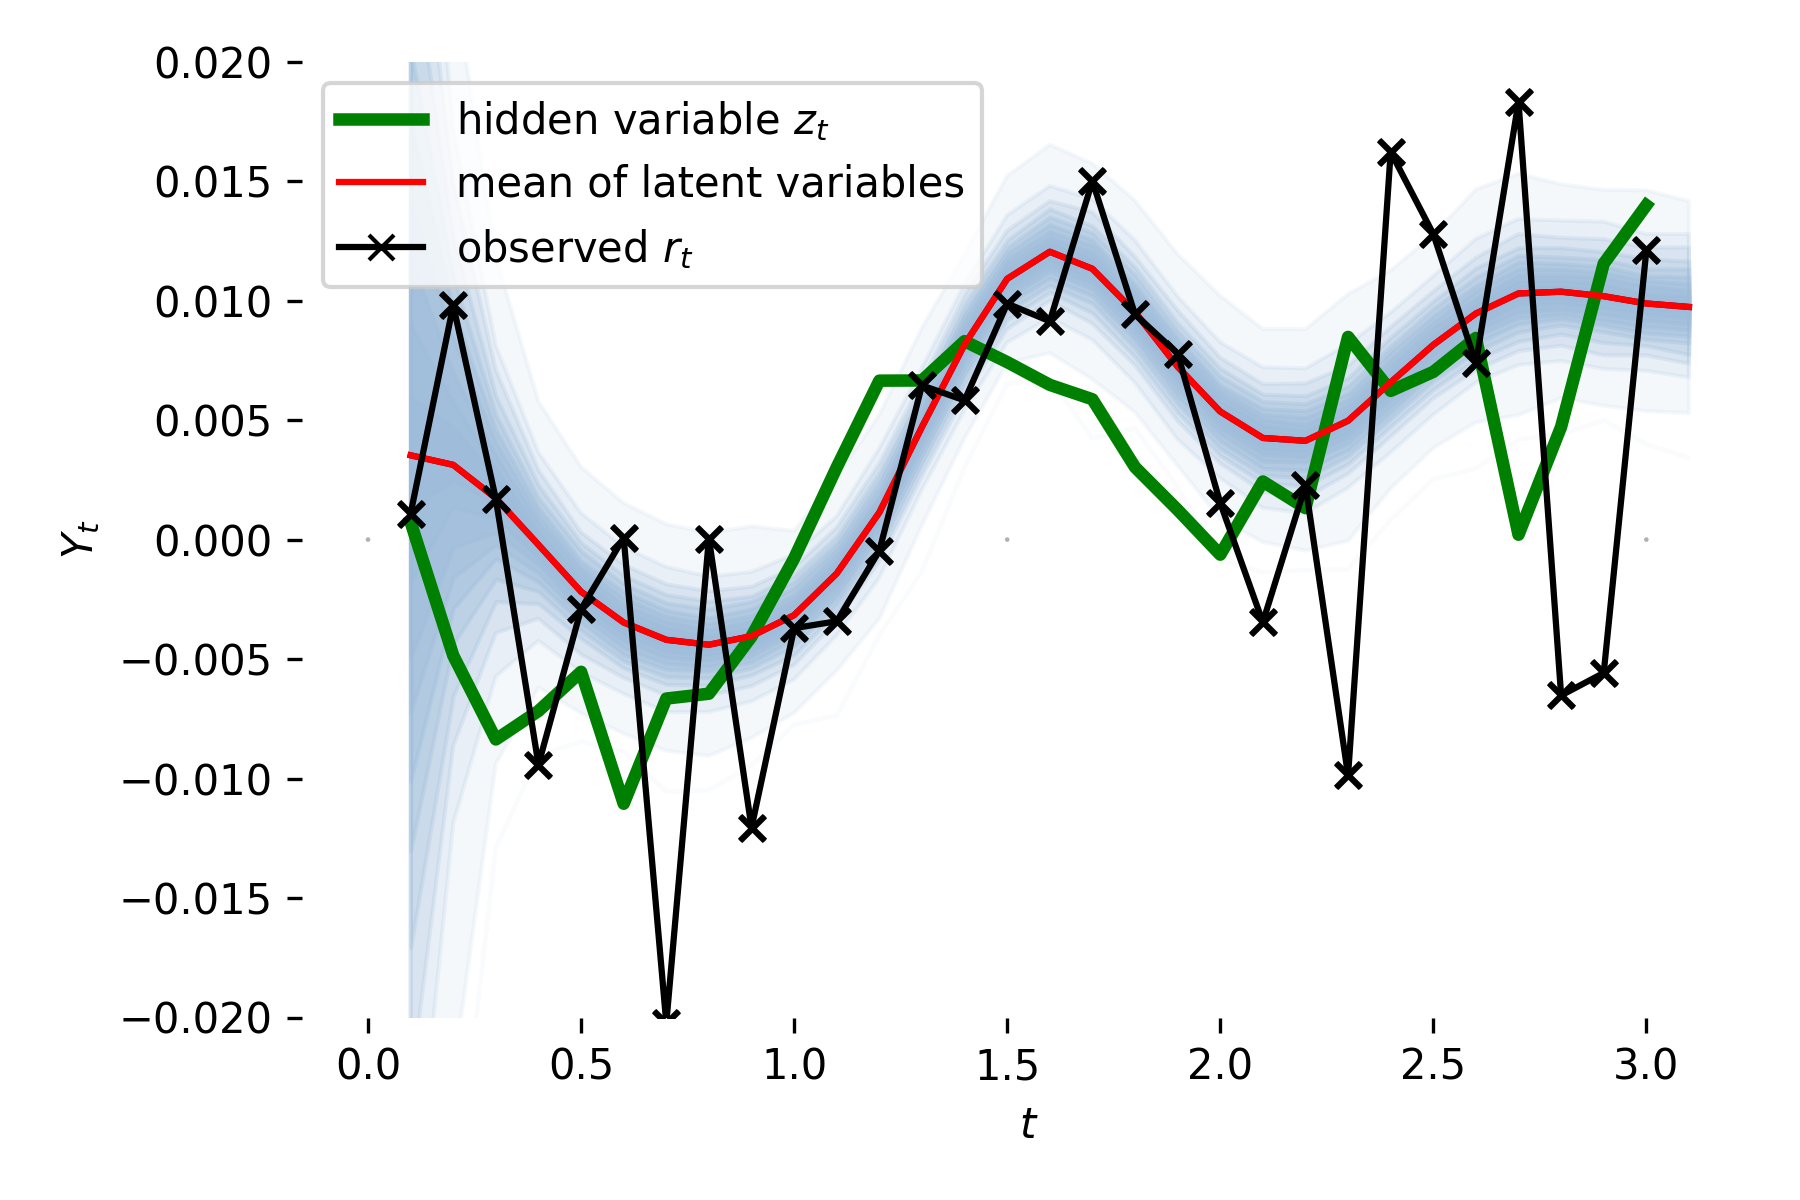 0.020
0.015
0.010
0.005
0.000
−0.005
−0.010
−0.015
−0.020
Y_t
hidden variable z_t
mean of latent variables
observed r_t
0.0 0.5 1.0 1.5 2.0 2.5 3.0
t